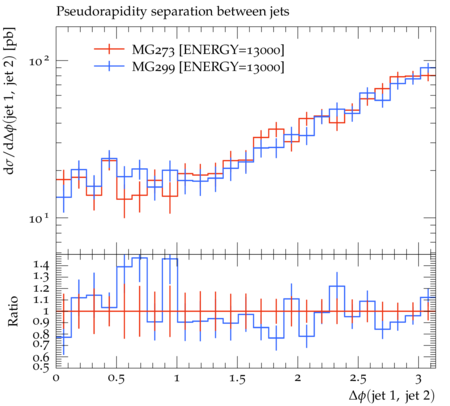 Pseudorapidity separation between jets
dσ/dΔϕ(jet 1, jet 2) [pb]
10²
MG273 [ENERGY=13000]
MG299 [ENERGY=13000]
10¹
Ratio
1.4
1.3
1.2
1.1
1
0.9
0.8
0.7
0.6
0.5
0 0.5 1 1.5 2 2.5 3
Δϕ(jet 1, jet 2)